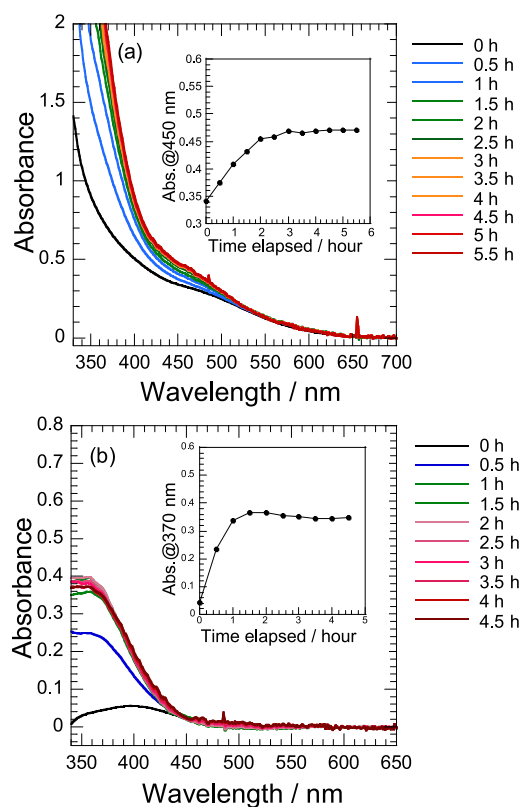 (a)
Absorbance
2
1.5
1
0.5
0
350 400 450 500 550 600 650 700
Wavelength / nm
Abs.@450 nm
0.6
0.55
0.5
0.45
0.4
0.35
0.3
0 1 2 3 4 5 6
Time elapsed / hour
0 h
0.5 h
1 h
1.5 h
2 h
2.5 h
3 h
3.5 h
4 h
4.5 h
5 h
5.5 h
(b)
Absorbance
0.8
0.7
0.6
0.5
0.4
0.3
0.2
0.1
0
350 400 450 500 550 600 650
Wavelength / nm
Abs.@370 nm
0.6
0.5
0.4
0.3
0.2
0.1
0
0 1 2 3 4 5
Time elapsed / hour
0 h
0.5 h
1 h
1.5 h
2 h
2.5 h
3 h
3.5 h
4 h
4.5 h